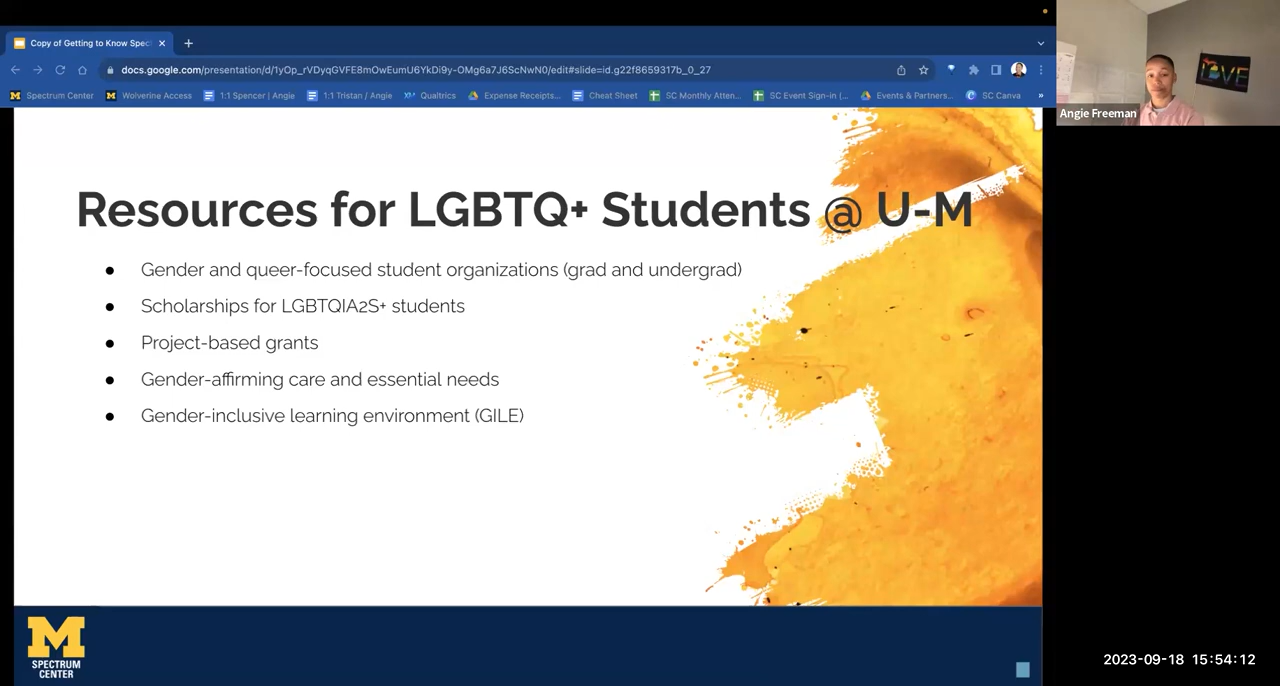 Copy of Getting to Know Spec
docs.google.com/presentation/d/1yOp_rVDyqGVFE8mOwEumU6YkDi9y-OMg6a7J6ScNwN0/edit#slide=id.g22f8659317b_0_27
Spectrum Center Wolverine Access 1:1 Spencer | Angie 1:1 Tristan / Angie Qualtrics Expense Receipts... Cheat Sheet SC Monthly Atten... SC Event Sign-in (... Events & Partners... SC Canva »
LOVE
Angie Freeman
Resources for LGBTQ+ Students @ U-M
● Gender and queer-focused student organizations (grad and undergrad)
● Scholarships for LGBTQIA2S+ students
● Project-based grants
● Gender-affirming care and essential needs
● Gender-inclusive learning environment (GILE)
M
SPECTRUM
CENTER
2023-09-18 15:54:12